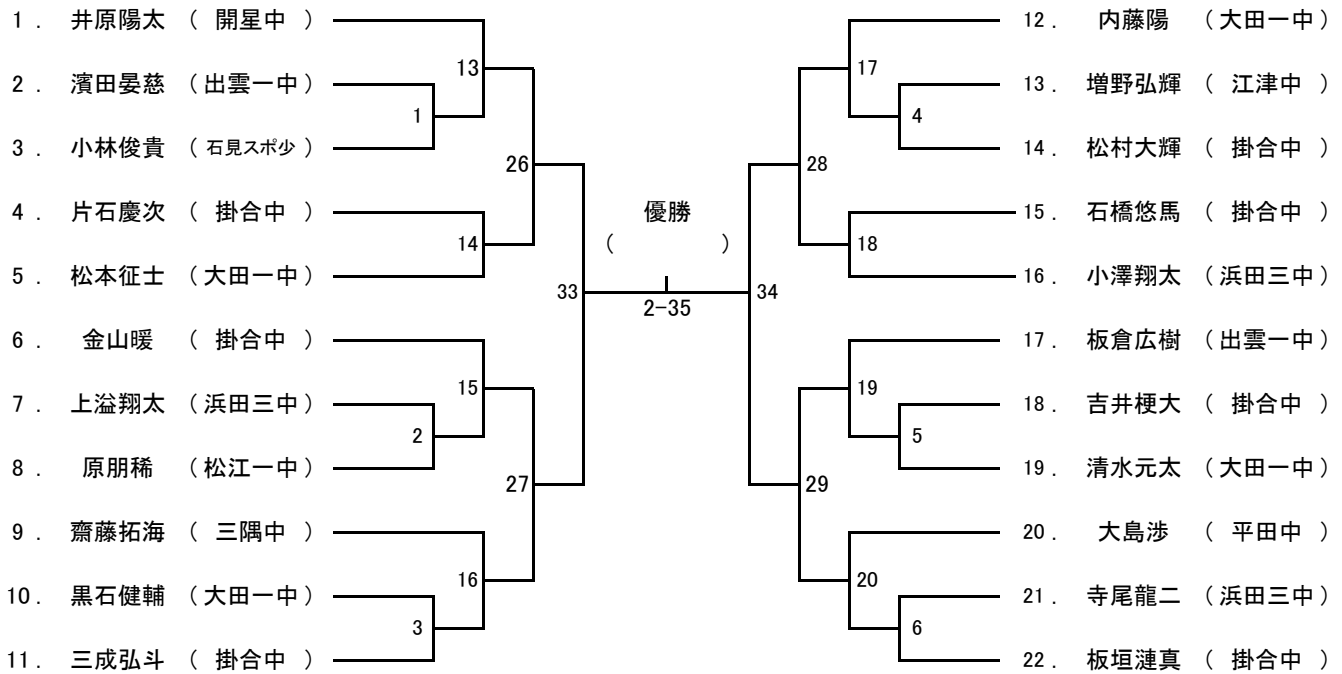 1. 井原陽太 （ 開星中 ）
2. 濱田晏慈 （出雲一中）
3. 小林俊貴 （石見スポ少）
4. 片石慶次 （ 掛合中 ）
5. 松本征士 （大田一中）
6. 金山暖 （ 掛合中 ）
7. 上溢翔太 （浜田三中）
8. 原朋稀 （松江一中）
9. 齋藤拓海 （ 三隅中 ）
10. 黒石健輔 （大田一中）
11. 三成弘斗 （ 掛合中 ）
13
1
26
14
33
15
2
27
16
3
優勝
（ ）
2-35
17
4
28
18
34
19
5
29
20
6
12. 内藤陽 （大田一中）
13. 増野弘輝 （ 江津中 ）
14. 松村大輝 （ 掛合中 ）
15. 石橋悠馬 （ 掛合中 ）
16. 小澤翔太 （浜田三中）
17. 板倉広樹 （出雲一中）
18. 吉井梗大 （ 掛合中 ）
19. 清水元太 （大田一中）
20. 大島渉 （ 平田中 ）
21. 寺尾龍二 （浜田三中）
22. 板垣漣真 （ 掛合中 ）